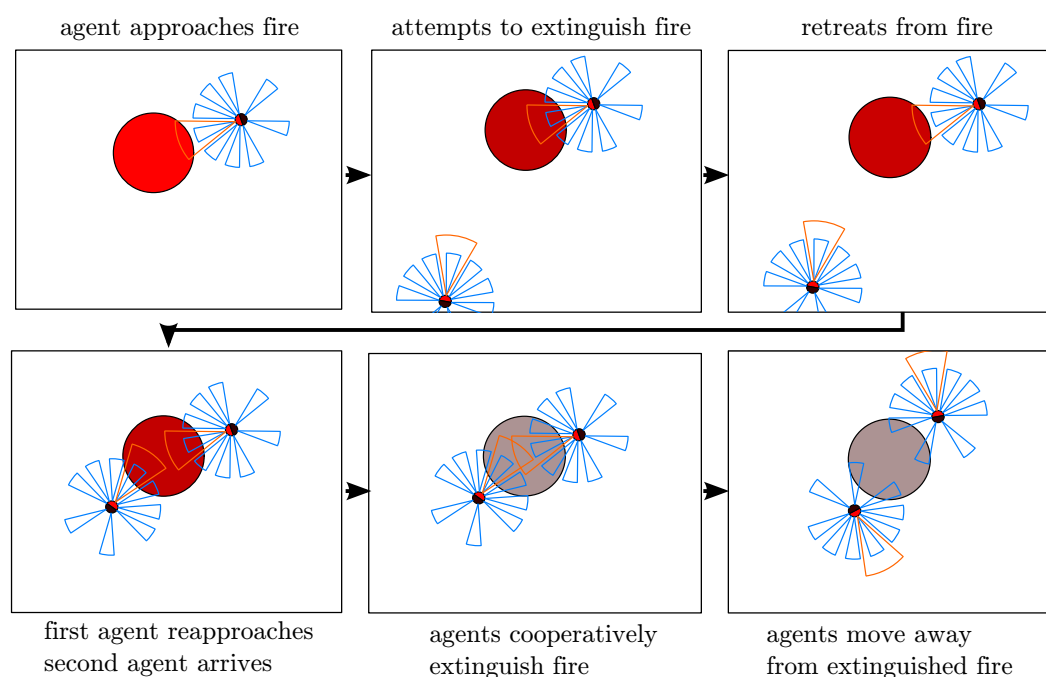 agent approaches fire
attempts to extinguish fire
retreats from fire
first agent reapproaches
second agent arrives
agents cooperatively
extinguish fire
agents move away
from extinguished fire